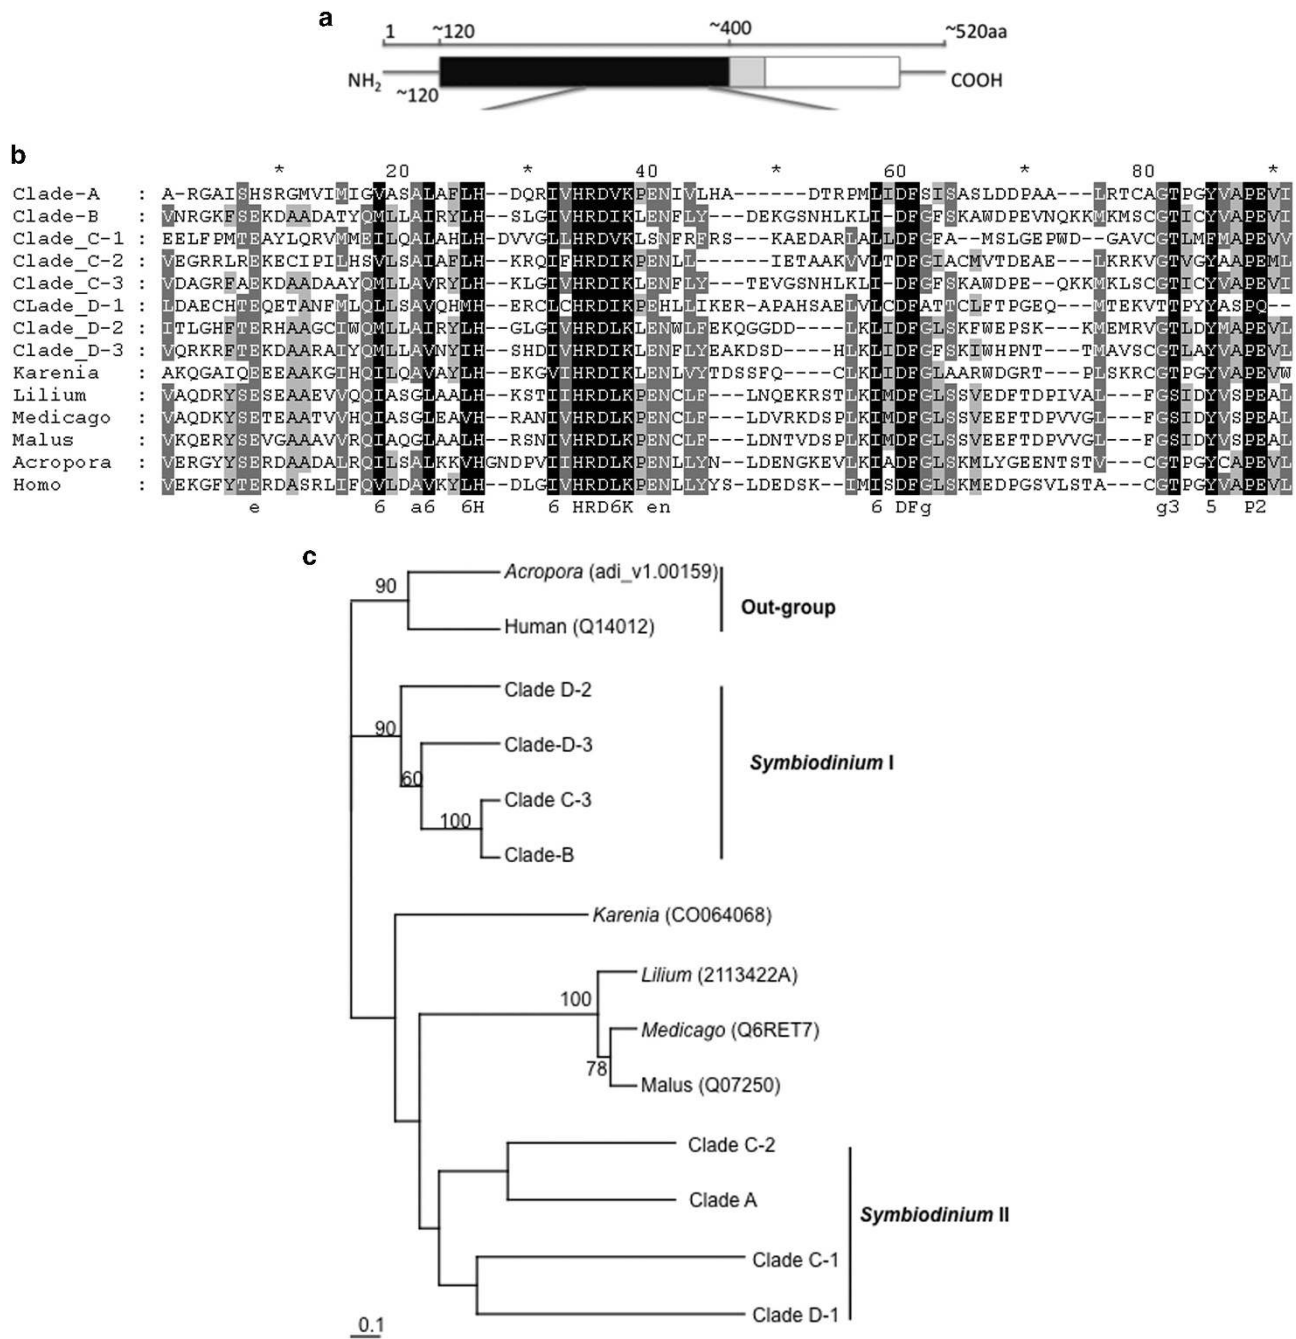 a
1 ~120 ~400 ~520aa
NH2 COOH
~120
b
* 20 * 40 * 60 * 80 *
Clade-A : A-RGAISHSRGMVIMIGVASALAFLH--DQRIVHRDVKPENIVLHA------DTRPMLIDFSISASLDDPAA---LRTCAGTPGYVAPEVI
Clade-B : VNRGKFSEKDAADATYQMLLAIRYLH--SLGIVHRDIKLENFLY---DEKGSNHLKLI-DFGFSKAWDPEVNQKKMKMSCGTICYVAPEVI
Clade_C-1 : EELFPMTEAYLQRVMMEILQALAHLH-DVVGLLHRDVKLSNFRFRS---KAEDARLALLDFGFA--MSLGEPWD--GAVCGTLMFMAPEVV
Clade_C-2 : VEGRRLREKECIPILHSVLSAIAFLH--KRQIFHRDVKPENLL------IETAAKVVLTDFGIACMVTDEAE---LKRKVGTVGYAAPEML
Clade_C-3 : VDAGRFAEKDAADAAYQMLLAVRYLH--KLGIVHRDIKLENFLY---TEVGSNHLKLI-DFGFSKAWDPE-QKKMKLSCGTICYVAPEVI
CLade_D-1 : LDAECHTEQETANFMLQLLSAVQHMH--ERCLCHRDIKPEHLLIKER-APAHSAELVLCDFATTCLFTPGEQ---MTEKVTTPYYASPQ--
Clade_D-2 : ITLGHFTERHAAGCIWQMLLAIRYLH--GLGIVHRDLKLENWLFEKQGGDD----LKLIDFGLSKFWEPSK---KMEMRVGTLDYMAPEVL
Clade_D-3 : VQRKRFTEKDAARAIYQMLLAVNYIH--SHDIVHRDIKLENFLYEAKDSD----HLKLIDFGFSKIWHPNT---TMAVSCGTLAYVAPEVL
Karenia : AKQGAIQEEEAAKGIHQILQAVAYLH--EKGVIHRDIKLENLVYTDSSFQ----CLKLIDFGLAARWDGRT---PLSKRCGTPGYVAPEVW
Lilium : VAQDRYSESEAAEVVQQIASGLAALH--KSTIIHRDLKPENCLF---LNQEKRSTLKIMDFGLSSVEDFTDPIVAL---FGSIDYVSPEAL
Medicago : VAQDKYSETEAATVVHQIASGLEAVH--RANIVHRDLKPENCLF---LDVRKDSPLKIMDFGLSSVEEFTDPVVGL---FGSIDYVSPEAL
Malus : VKQERYSEVGAAAVVRQIAQGLAALH--RSNIVHRDLKPENCLF---LDNTVDSPLKIMDFGLSSVEEFTDPVVGL---FGSIDYVSPEAL
Acropora : VERGYYSERDAADALRQILSALKKVHGNDPVIIHRDLKPENLLYN--LDENGKEVLKIADFGLSKMLYGEENTSTV---CGTPGYCAPEVL
Homo : VEKGFYTERDASRLIFQVLDAVKYLH--DLGIVHRDLKPENLLYYS-LDEDSK--IMISDFGLSKMEDPGSVLSTA---CGTPGYVAPEVL
e 6 a6 6H 6 HRD6K en 6 DFg g3 5 P2
c
Acropora (adi_v1.00159)
90
Out-group
Human (Q14012)
Clade D-2
90
Clade-D-3
Symbiodinium I
60
Clade C-3
100
Clade-B
Karenia (CO064068)
Lilium (2113422A)
100
Medicago (Q6RET7)
78
Malus (Q07250)
Clade C-2
Clade A
Symbiodinium II
Clade C-1
Clade D-1
0.1